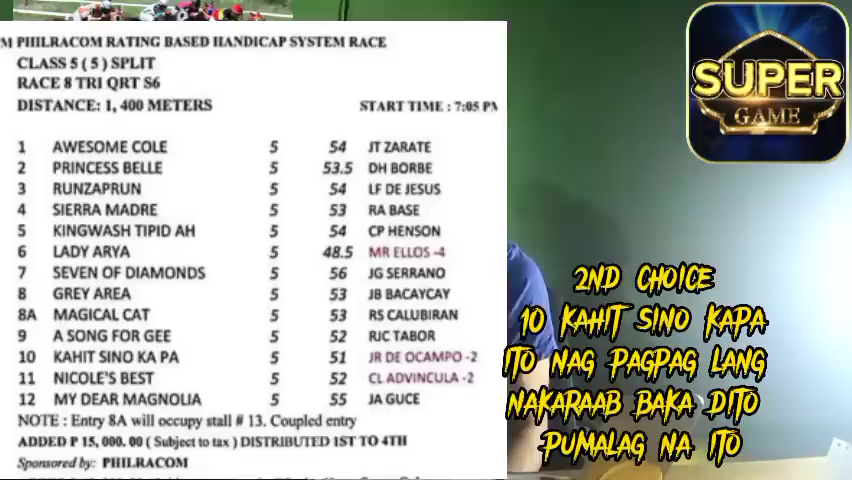 PM PHILRACOM RATING BASED HANDICAP SYSTEM RACE
CLASS 5 ( 5 ) SPLIT
RACE 8 TRI QRT S6
DISTANCE: 1, 400 METERS START TIME : 7:05 PM
1 AWESOME COLE 5 54 JT ZARATE
2 PRINCESS BELLE 5 53.5 DH BORBE
3 RUNZAPRUN 5 54 LF DE JESUS
4 SIERRA MADRE 5 53 RA BASE
5 KINGWASH TIPID AH 5 54 CP HENSON
6 LADY ARYA 5 48.5 MR ELLOS -4
7 SEVEN OF DIAMONDS 5 56 JG SERRANO
8 GREY AREA 5 53 JB BACAYCAY
8A MAGICAL CAT 5 53 RS CALUBIRAN
9 A SONG FOR GEE 5 52 RJC TABOR
10 KAHIT SINO KA PA 5 51 JR DE OCAMPO -2
11 NICOLE'S BEST 5 52 CL ADVINCULA -2
12 MY DEAR MAGNOLIA 5 55 JA GUCE
NOTE : Entry 8A will occupy stall # 13. Coupled entry
ADDED P 15, 000. 00 ( Subject to tax ) DISTRIBUTED 1ST TO 4TH
Sponsored by: PHILRACOM
SUPER
GAME
2ND CHOICE
10 KAHIT SINO KAPA
ITO NAG PAGPAG LANG
NAKARAAB BAKA DITO
PUMALAG NA ITO